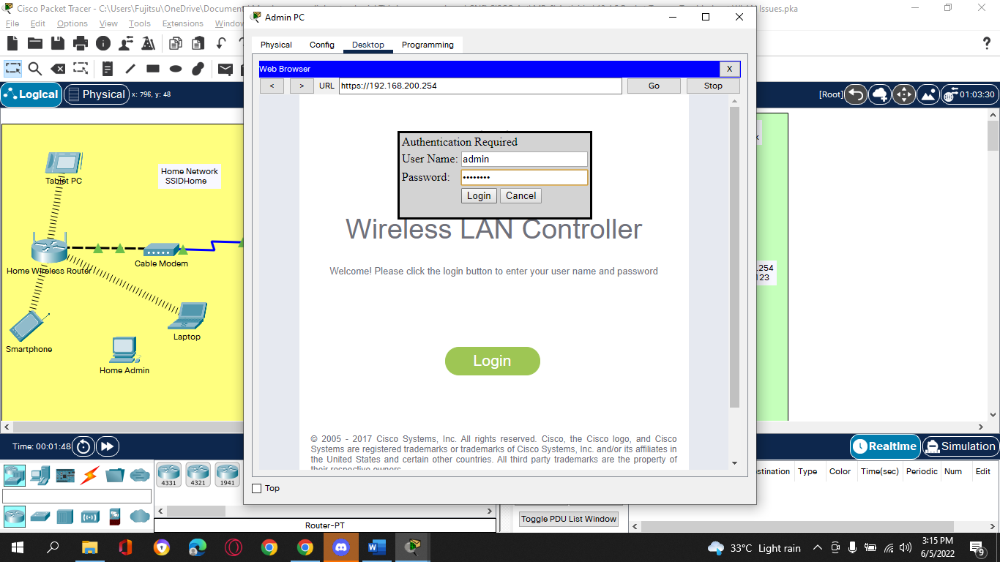 Cisco Packet Tracer - C:\Users\Fujitsu\OneDrive\Document
Issues.pka
File Edit Options View Tools Extensions Window
Admin PC
Physical Config Desktop Programming
Web Browser
X
< > URL https://192.168.200.254 Go Stop
Logical Physical x: 796, y: 48
[Root] 01:03:30
Authentication Required
User Name: admin
Password: ••••••••
Login Cancel
Wireless LAN Controller
Welcome! Please click the login button to enter your user name and password
Login
© 2005 - 2017 Cisco Systems, Inc. All rights reserved. Cisco, the Cisco logo, and Cisco
Systems are registered trademarks or trademarks of Cisco Systems, Inc. and/or its affiliates in
the United States and certain other countries. All third party trademarks are the property of
their respective owners.
Top
Tablet PC
Home Network
SSIDHome
Cable Modem
Home Wireless Router
Laptop
Smartphone
Home Admin
.254
123
Time: 00:01:48
Realtime Simulation
4331 4321 1941
Router-PT
stination Type Color Time(sec) Periodic Num Edit
Toggle PDU List Window
33°C Light rain
3:15 PM
6/5/2022
9